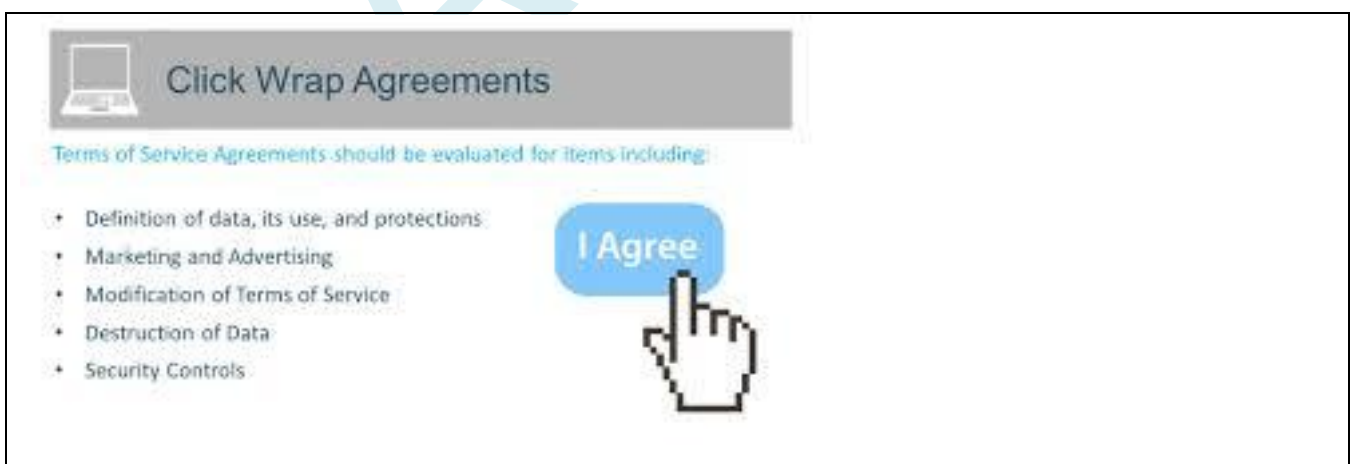 Click Wrap Agreements
Terms of Service Agreements should be evaluated for items including:
• Definition of data, its use, and protections
• Marketing and Advertising
• Modification of Terms of Service
• Destruction of Data
• Security Controls
I Agree